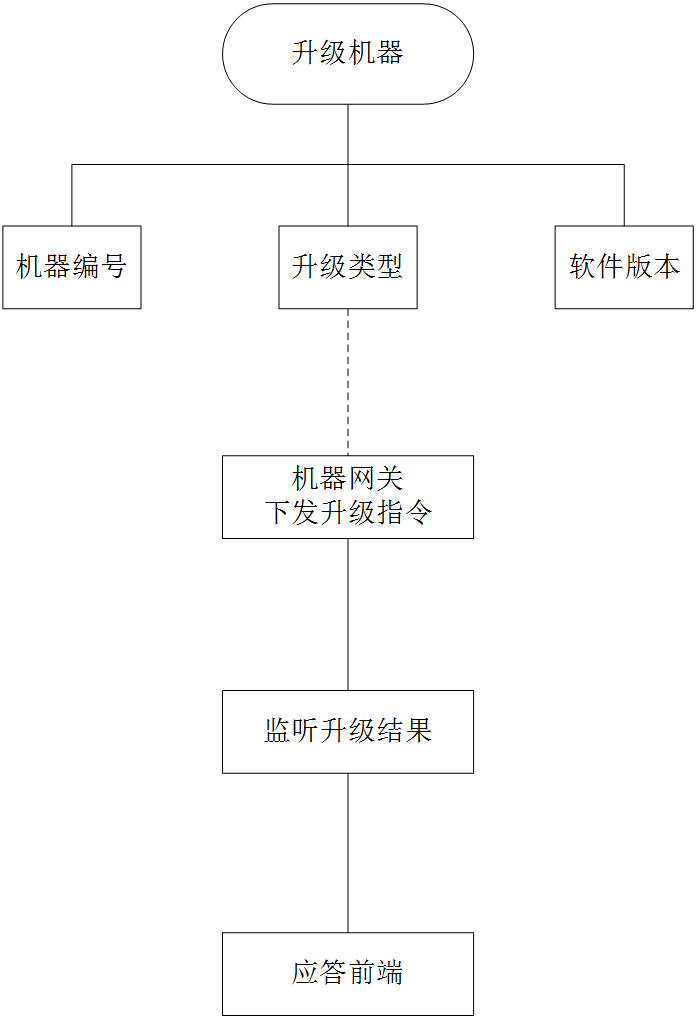 升级机器
机器编号
升级类型
软件版本
机器网关
下发升级指令
监听升级结果
应答前端